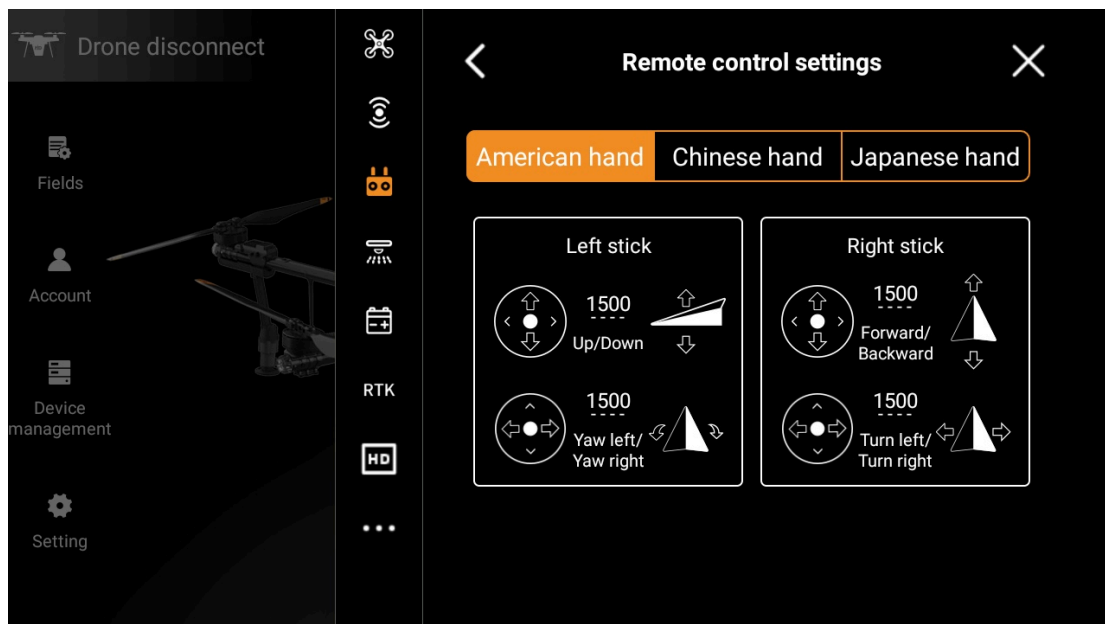 Drone disconnect
Fields
Account
Device
management
Setting
RTK
HD
Remote control settings
American hand
Chinese hand
Japanese hand
Left stick
1500
Up/Down
1500
Yaw left/
Yaw right
Right stick
1500
Forward/
Backward
1500
Turn left/
Turn right